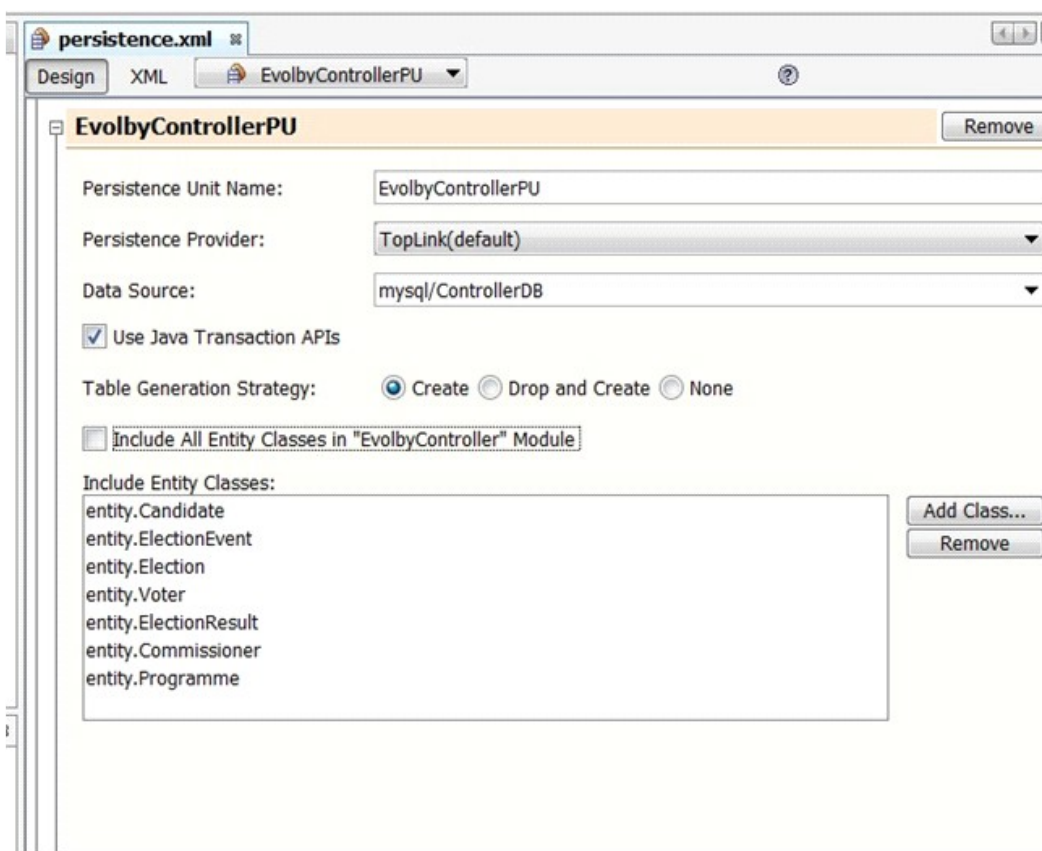 persistence.xml
Design XML EvolbyControllerPU
EvolbyControllerPU Remove
Persistence Unit Name: EvolbyControllerPU
Persistence Provider: TopLink(default)
Data Source: mysql/ControllerDB
Use Java Transaction APIs
Table Generation Strategy: Create Drop and Create None
Include All Entity Classes in "EvolbyController" Module
Include Entity Classes:
entity.Candidate Add Class...
entity.ElectionEvent Remove
entity.Election
entity.Voter
entity.ElectionResult
entity.Commissioner
entity.Programme